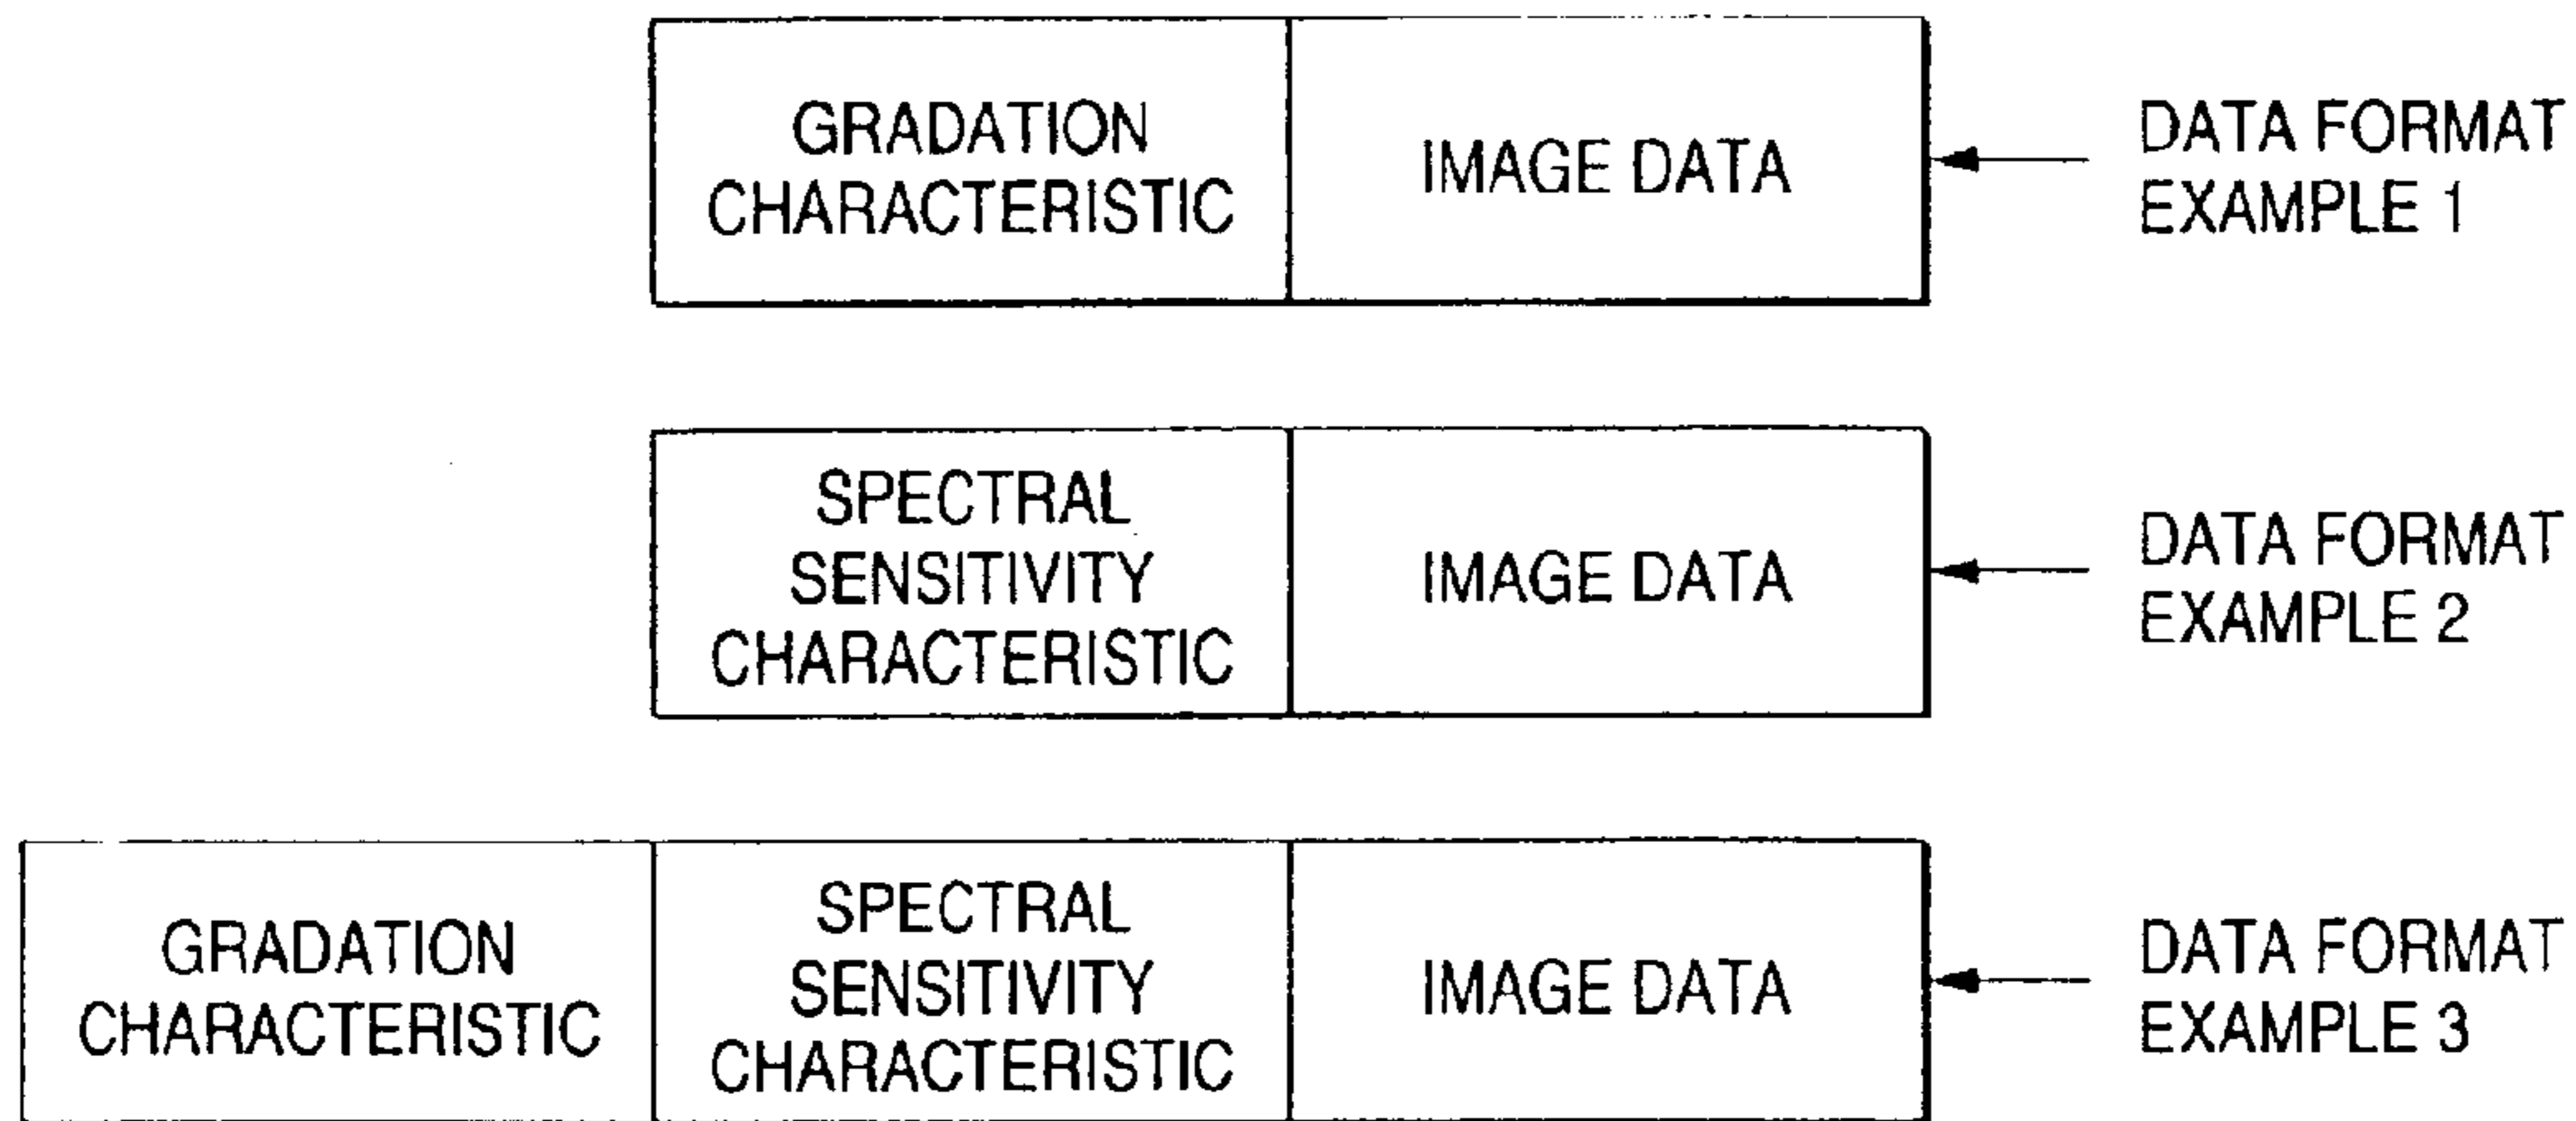 GRADATION
CHARACTERISTIC
IMAGE DATA
DATA FORMAT
EXAMPLE 1
SPECTRAL
SENSITIVITY
CHARACTERISTIC
IMAGE DATA
DATA FORMAT
EXAMPLE 2
GRADATION
CHARACTERISTIC
SPECTRAL
SENSITIVITY
CHARACTERISTIC
IMAGE DATA
DATA FORMAT
EXAMPLE 3